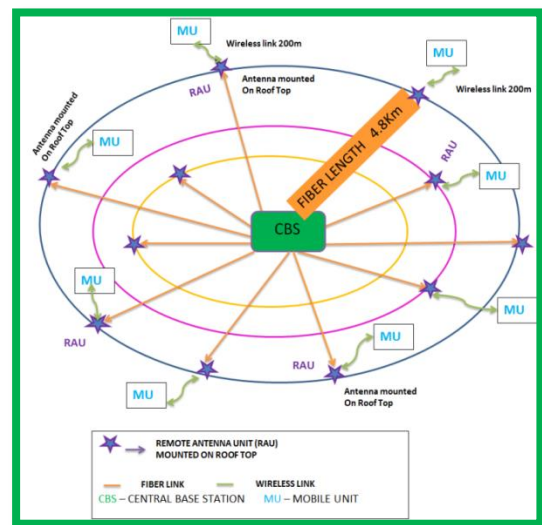 MU
MU
Wireless link 200m
Wireless link 200m
RAU
Antenna mounted
On Roof Top
Antenna mounted
On Roof Top
MU
FIBER LENGTH 4.8Km
RAU
MU
CBS
MU
MU
RAU
MU
RAU
MU
Antenna mounted
On Roof Top
REMOTE ANTENNA UNIT (RAU)
MOUNTED ON ROOF TOP
FIBER LINK
WIRELESS LINK
CBS – CENTRAL BASE STATION
MU – MOBILE UNIT